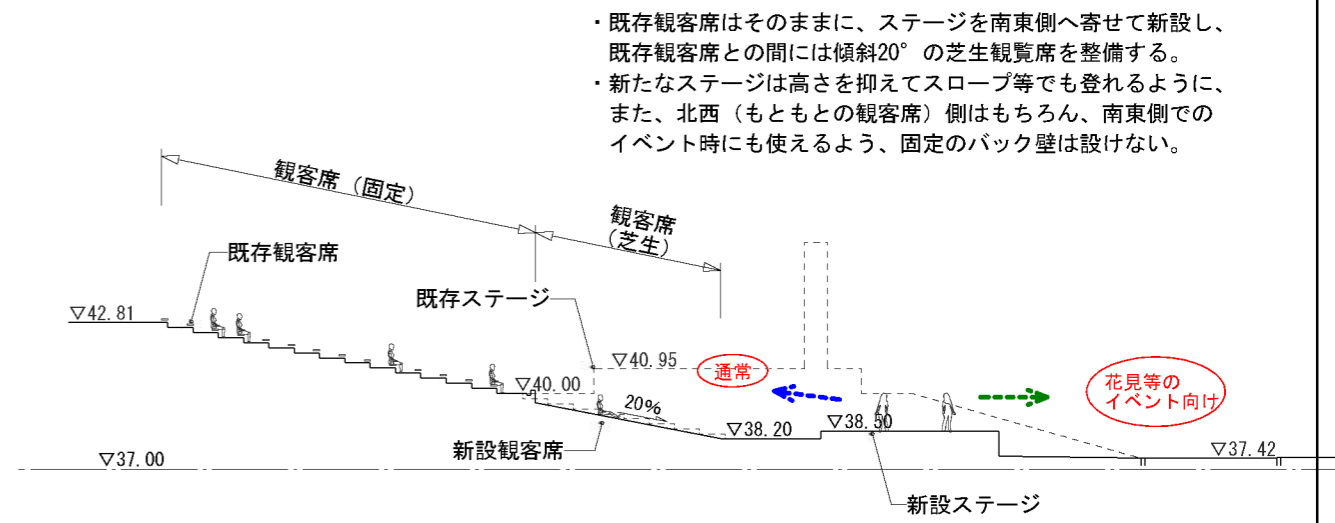 ・既存観客席はそのままに、ステージを南東側へ寄せて新設し、
既存観客席との間には傾斜20°の芝生観覧席を整備する。
・新たなステージは高さを抑えてスロープ等でも登れるように、
また、北西（もともとの観客席）側はもちろん、南東側での
イベント時にも使えるよう、固定のバック壁は設けない。
観客席（固定）
観客席
（芝生）
既存観客席
既存ステージ
▽42.81
▽40.95
通常
花見等の
イベント向け
▽40.00
20%
▽38.50
▽38.20
新設観客席
▽37.42
▽37.00
新設ステージ